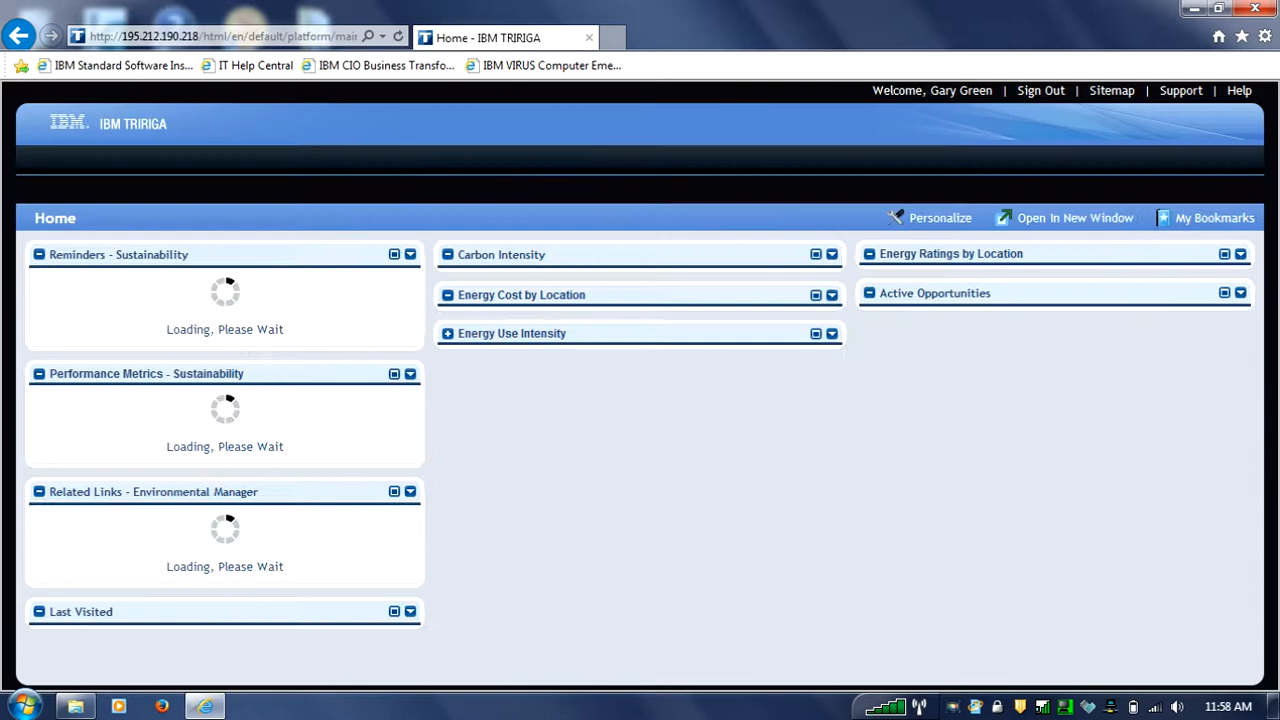 http://195.212.190.218/html/en/default/platform/mair
Home - IBM TRIRIGA
IBM Standard Software Ins...
IT Help Central
IBM CIO Business Transfo...
IBM VIRUS Computer Eme...
Welcome, Gary Green | Sign Out | Sitemap | Support | Help
IBM. IBM TRIRIGA
Home
Personalize
Open In New Window
My Bookmarks
Reminders - Sustainability
Loading, Please Wait
Performance Metrics - Sustainability
Loading, Please Wait
Related Links - Environmental Manager
Loading, Please Wait
Last Visited
Carbon Intensity
Energy Cost by Location
Energy Use Intensity
Energy Ratings by Location
Active Opportunities
11:58 AM